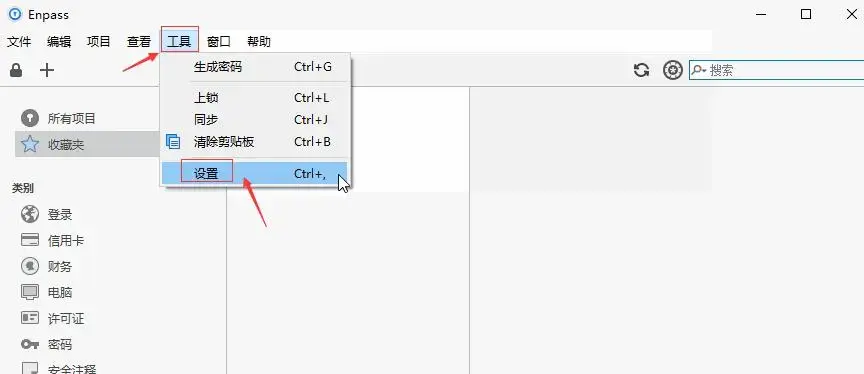 Enpass
文件 编辑 项目 查看 工具 窗口 帮助
生成密码 Ctrl+G
搜索
上锁 Ctrl+L
同步 Ctrl+J
清除剪贴板 Ctrl+B
设置 Ctrl+,
所有项目
收藏夹
类别
登录
信用卡
财务
电脑
许可证
密码
安全注释